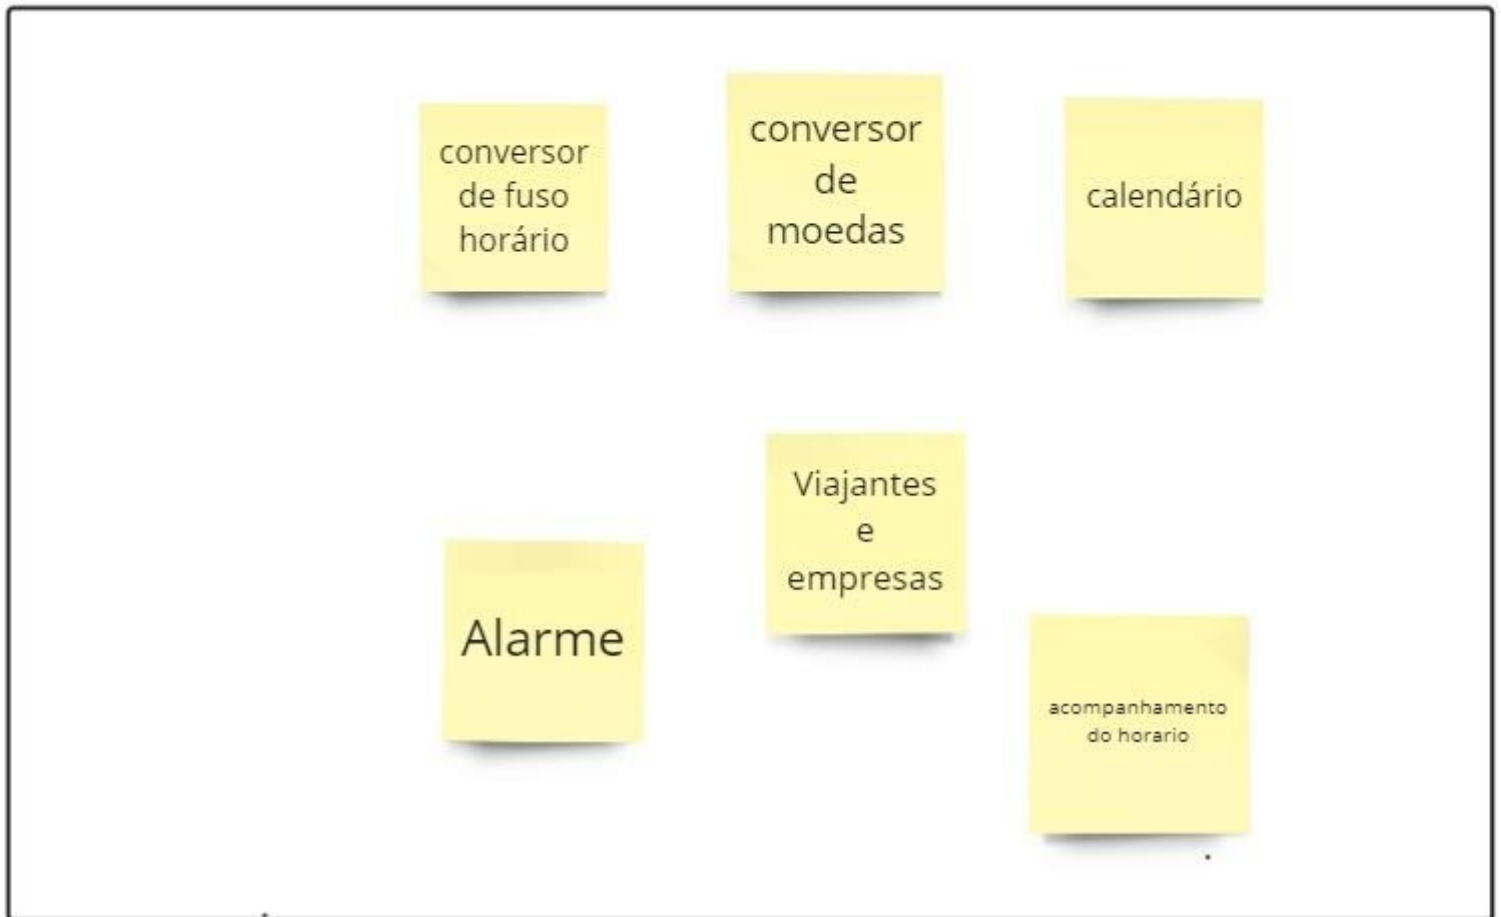 conversor
de fuso
horário
conversor
de
moedas
calendário
Viajantes
e
empresas
Alarme
acompanhamento
do horario